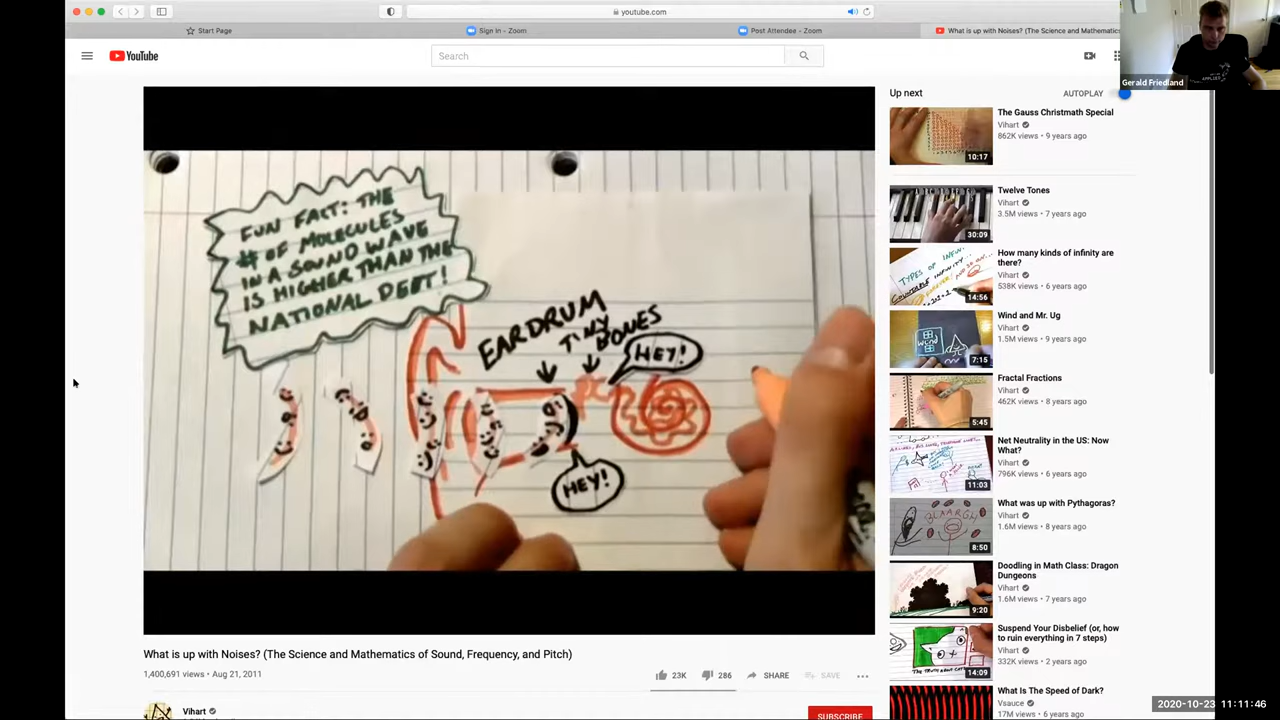 youtube.com
Start Page
Sign In - Zoom
Post Attendee - Zoom
What is up with Noises? (The Science and Mathematics
Gerald Friedland
YouTube
Search
FUN FACT: THE
# MOLECULES
IN A SOUND WAVE
IS HIGHER THAN THE
NATIONAL DEBT!
EARDRUM
TINY
BONES
HEY!
HEY!
What is up with Noises? (The Science and Mathematics of Sound, Frequency, and Pitch)
1,400,691 views • Aug 21, 2011
23K
286
SHARE
SAVE
Vihart
SUBSCRIBE
Up next
AUTOPLAY
The Gauss Christmath Special
Vihart
862K views • 9 years ago
10:17
Twelve Tones
Vihart
3.5M views • 7 years ago
30:09
How many kinds of infinity are
there?
Vihart
538K views • 6 years ago
14:56
Wind and Mr. Ug
Vihart
1.5M views • 9 years ago
7:15
Fractal Fractions
Vihart
462K views • 8 years ago
5:45
Net Neutrality in the US: Now
What?
Vihart
796K views • 6 years ago
11:03
What was up with Pythagoras?
Vihart
1.6M views • 8 years ago
8:50
Doodling in Math Class: Dragon
Dungeons
Vihart
1.6M views • 7 years ago
9:20
Suspend Your Disbelief (or, how
to ruin everything in 7 steps)
Vihart
332K views • 2 years ago
14:09
What Is The Speed of Dark?
Vsauce
17M views • 6 years ago
2020-10-23 11:11:46